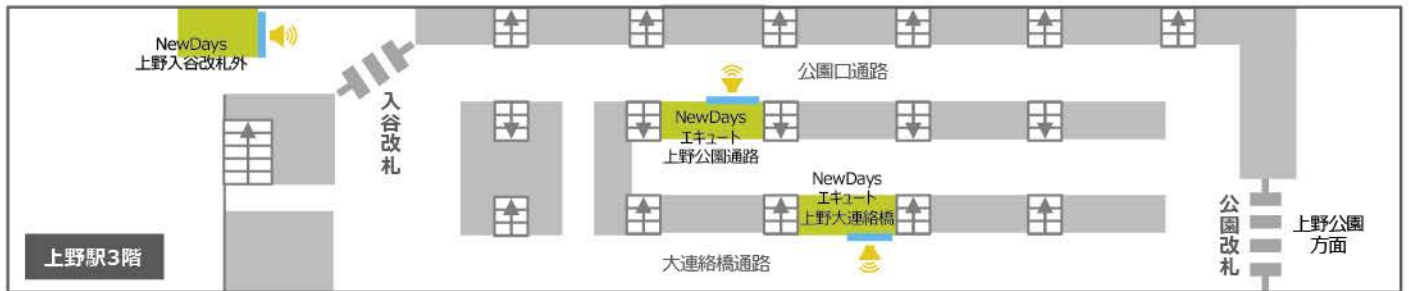 NewDays
上野入谷改札外
入谷改札
公園口通路
NewDays
エキュート
上野公園通路
NewDays
エキュート
上野大連絡橋
大連絡橋通路
公園改札
上野公園
方面
上野駅3階